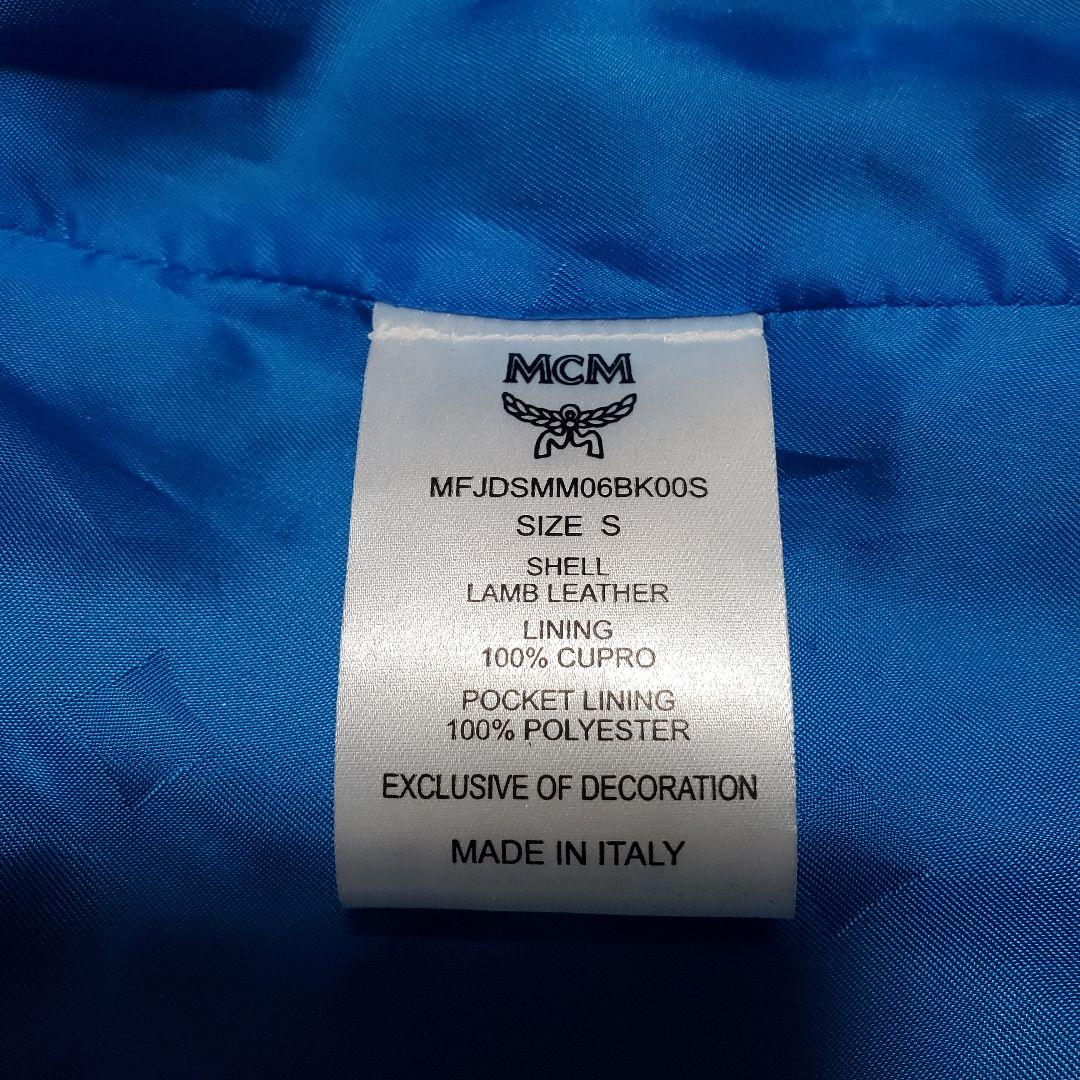 MCM
MFJDSMM06BK00S
SIZE S
SHELL
LAMB LEATHER
LINING
100% CUPRO
POCKET LINING
100% POLYESTER
EXCLUSIVE OF DECORATION
MADE IN ITALY